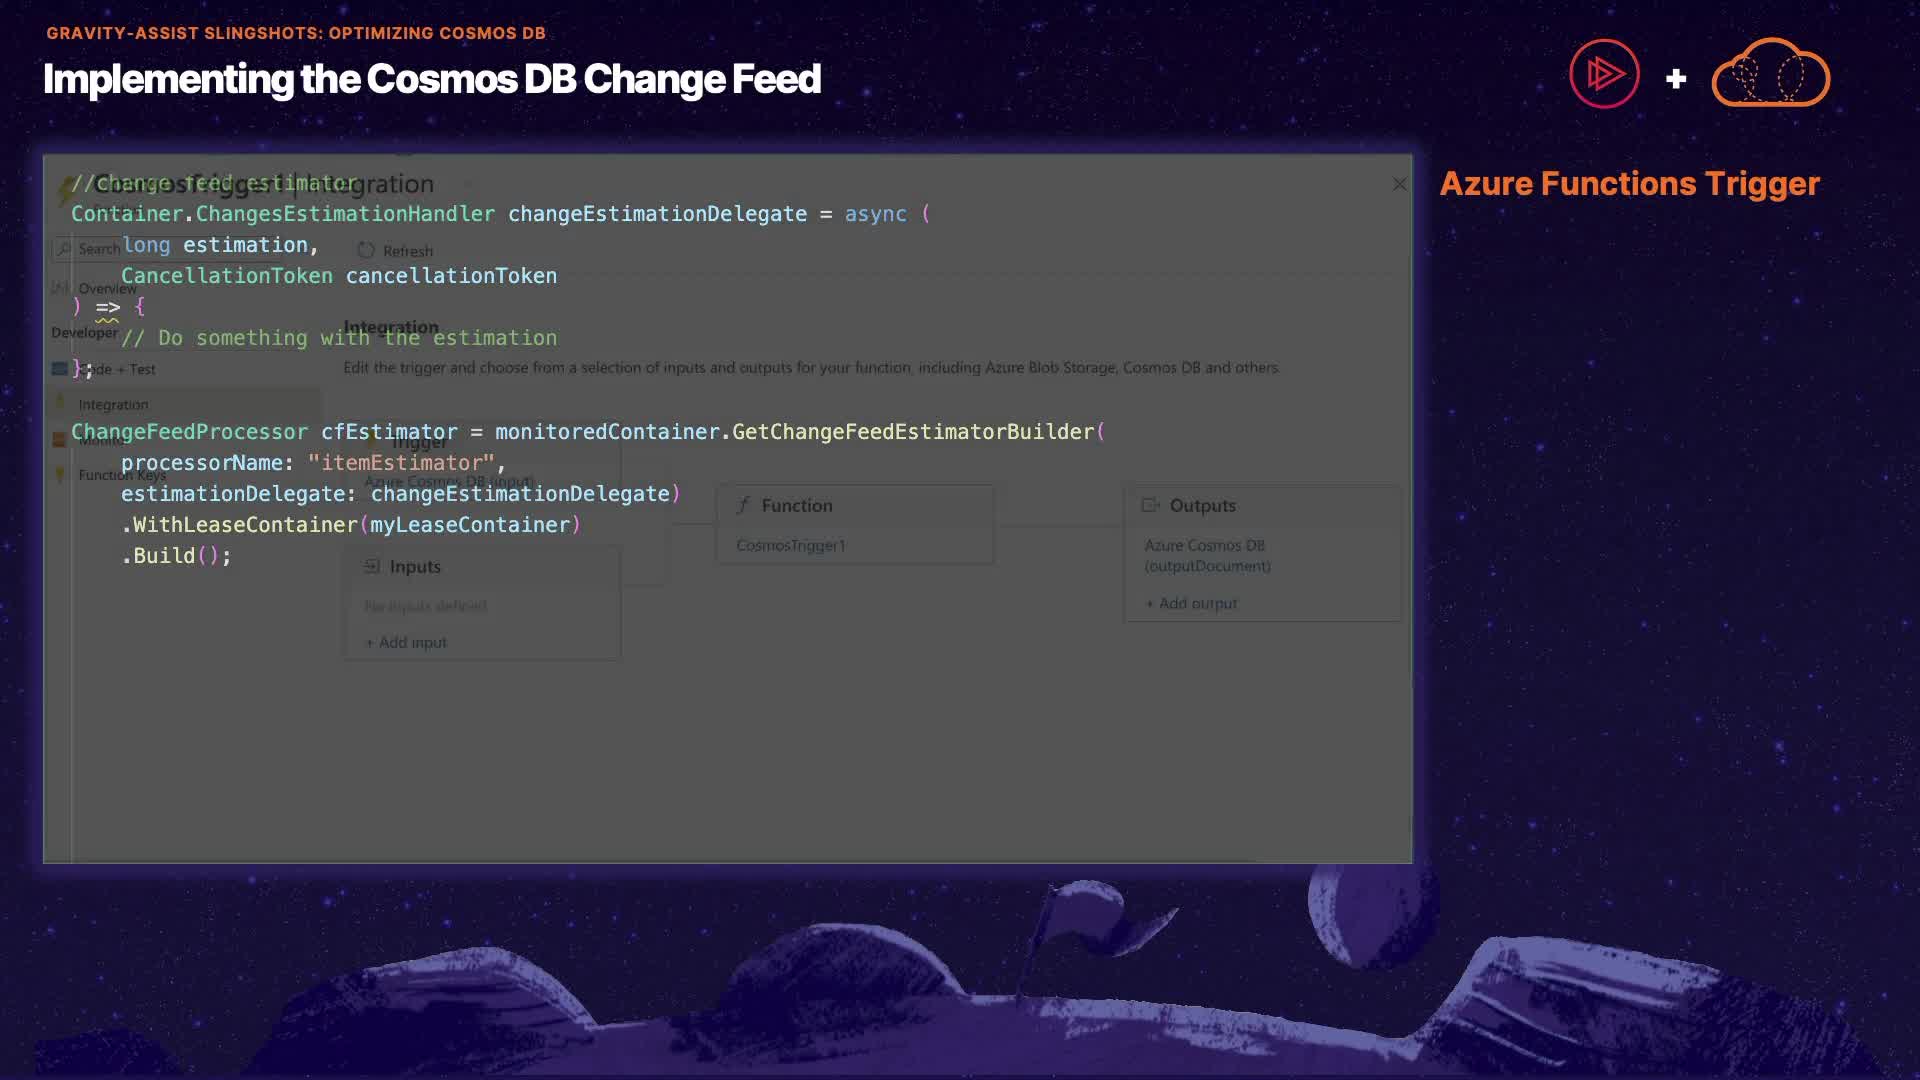 GRAVITY-ASSIST SLINGSHOTS: OPTIMIZING COSMOS DB
Implementing the Cosmos DB Change Feed
Azure Functions Trigger
//Change feed estimator
Container.ChangesEstimationHandler changeEstimationDelegate = async (
long estimation,
CancellationToken cancellationToken
) => {
// Do something with the estimation
};
ChangeFeedProcessor cfEstimator = monitoredContainer.GetChangeFeedEstimatorBuilder(
processorName: "itemEstimator",
estimationDelegate: changeEstimationDelegate)
.WithLeaseContainer(myLeaseContainer)
.Build();
CosmosTrigger1 | Integration
Search
Refresh
Overview
Developer
Code + Test
Integration
Monitor
Function Keys
Integration
Edit the trigger and choose from a selection of inputs and outputs for your function, including Azure Blob Storage, Cosmos DB and others.
Trigger
Azure Cosmos DB (input)
Inputs
No inputs defined
+ Add input
Function
CosmosTrigger1
Outputs
Azure Cosmos DB
(outputDocument)
+ Add output